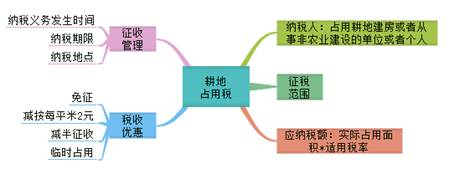 纳税义务发生时间
纳税期限
纳税地点
征收
管理
免征
减按每平米2元
减半征收
临时占用
税收
优惠
耕地
占用税
纳税人：占用耕地建房或者从
事非农业建设的单位或者个人
征税
范围
应纳税额：实际占用面
积*适用税率